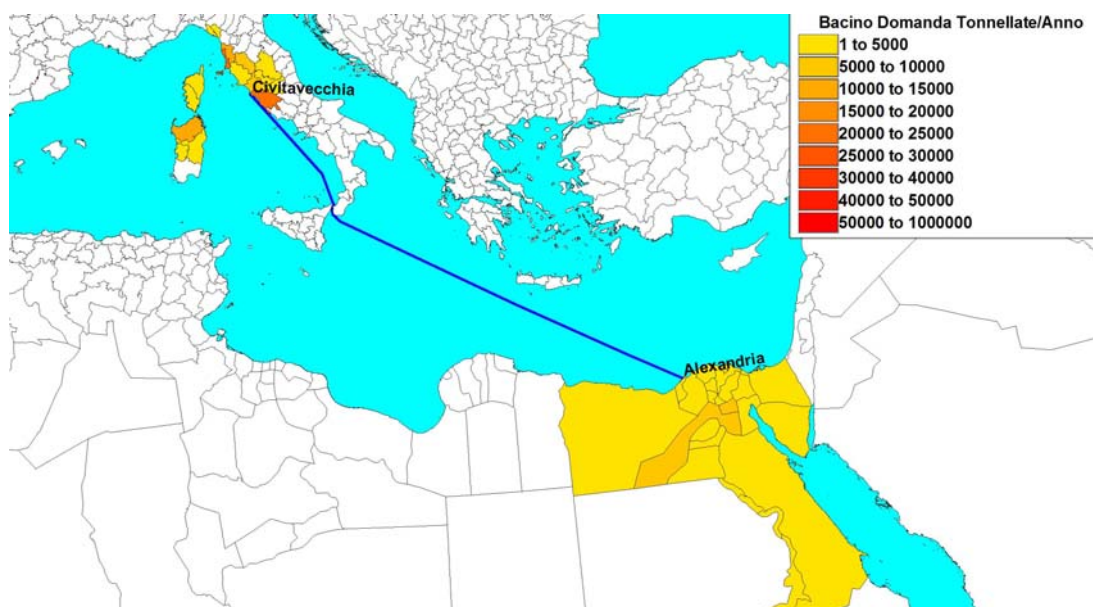 Bacino Domanda Tonnellate/Anno
1 to 5000
5000 to 10000
10000 to 15000
15000 to 20000
20000 to 25000
25000 to 30000
30000 to 40000
40000 to 50000
50000 to 1000000
Civitavecchia
Alexandria